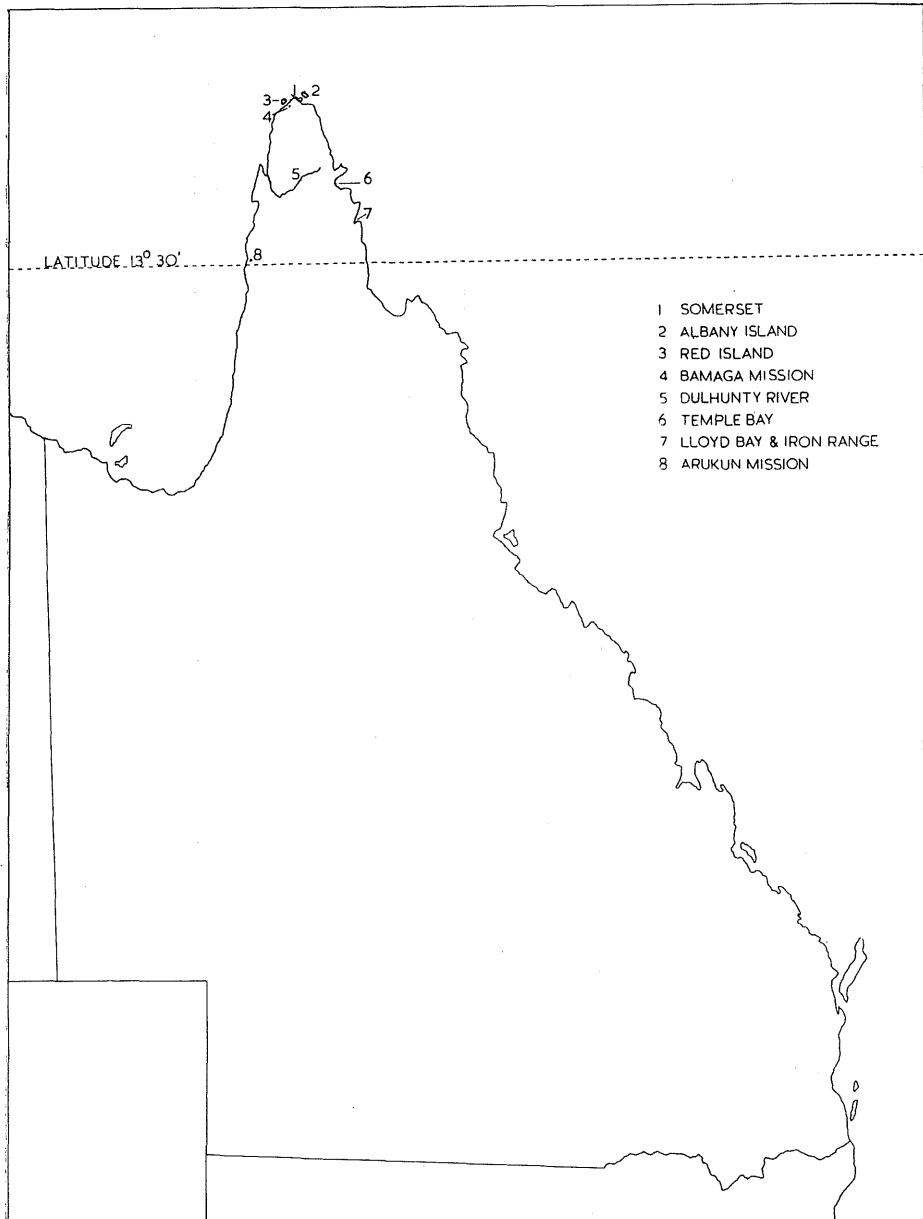 1
3 2
4
5
6
7
LATITUDE 13° 30'
8
1 SOMERSET
2 ALBANY ISLAND
3 RED ISLAND
4 BAMAGA MISSION
5 DULHUNTY RIVER
6 TEMPLE BAY
7 LLOYD BAY & IRON RANGE
8 ARUKUN MISSION